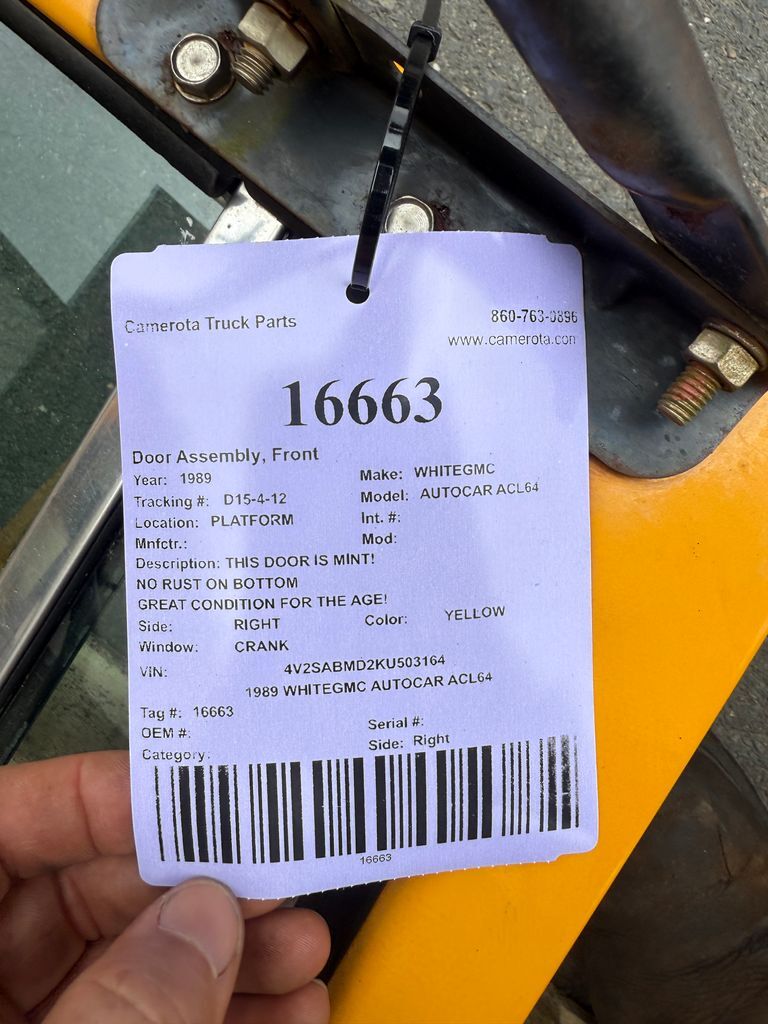 Camerota Truck Parts 860-763-0896
www.camerota.com
16663
Door Assembly, Front
Year: 1989 Make: WHITEGMC
Tracking #: D15-4-12 Model: AUTOCAR ACL64
Location: PLATFORM Int. #:
Mnfctr.: Mod:
Description: THIS DOOR IS MINT!
NO RUST ON BOTTOM
GREAT CONDITION FOR THE AGE!
Side: RIGHT Color: YELLOW
Window: CRANK
VIN: 4V2SABMD2KU503164
1989 WHITEGMC AUTOCAR ACL64
Tag #: 16663
OEM #: Serial #:
Category: Side: Right
16663